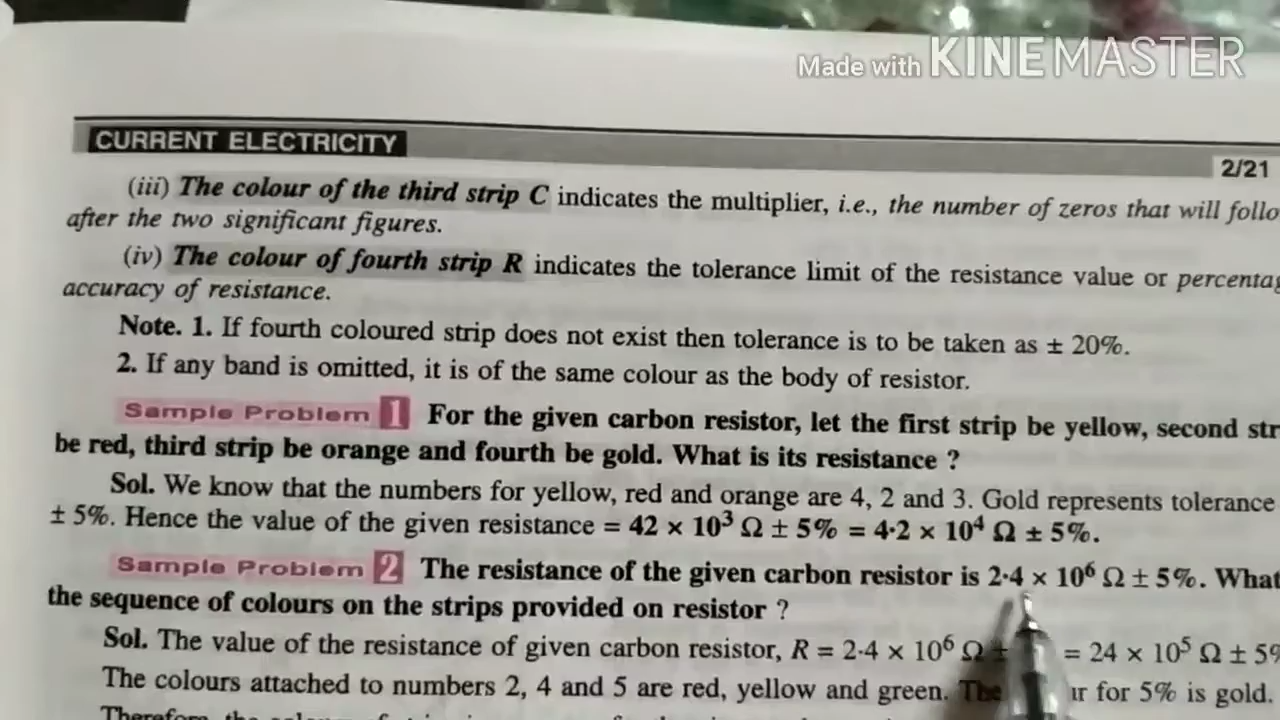 Made with KINEMASTER
CURRENT ELECTRICITY
2/21
(iii) The colour of the third strip C indicates the multiplier, i.e., the number of zeros that will follo
after the two significant figures.
(iv) The colour of fourth strip R indicates the tolerance limit of the resistance value or percentag
accuracy of resistance.
Note. 1. If fourth coloured strip does not exist then tolerance is to be taken as ± 20%.
2. If any band is omitted, it is of the same colour as the body of resistor.
Sample Problem 1 For the given carbon resistor, let the first strip be yellow, second str
be red, third strip be orange and fourth be gold. What is its resistance ?
Sol. We know that the numbers for yellow, red and orange are 4, 2 and 3. Gold represents tolerance
± 5%. Hence the value of the given resistance = 42 × 10³ Ω ± 5% = 4·2 × 10⁴ Ω ± 5%.
Sample Problem 2 The resistance of the given carbon resistor is 2·4 × 10⁶ Ω ± 5%. What
the sequence of colours on the strips provided on resistor ?
Sol. The value of the resistance of given carbon resistor, R = 2·4 × 10⁶ Ω ± = 24 × 10⁵ Ω ± 5%
The colours attached to numbers 2, 4 and 5 are red, yellow and green. The ur for 5% is gold.